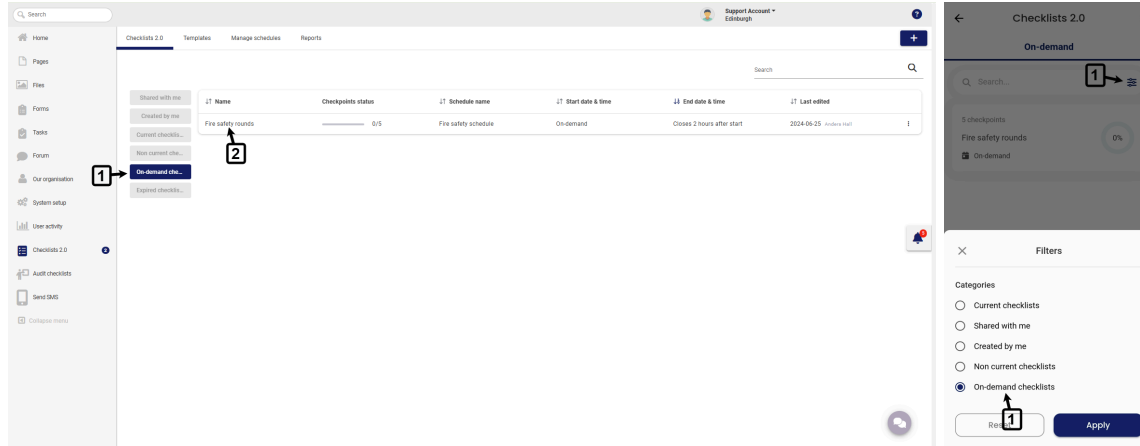 Search
Support Account
Edinburgh
?
Home
Pages
Files
Forms
Tasks
Forum
Our organisation
System setup
User activity
Checklists 2.0
2
Audit checklists
Send SMS
Collapse menu
Checklists 2.0 Templates Manage schedules Reports
+
Search
Shared with me
Created by me
Current checklis...
Non current che...
On-demand che...
Expired checklis...
1
Name Checkpoints status Schedule name Start date & time End date & time Last edited
Fire safety rounds 0/5 Fire safety schedule On-demand Closes 2 hours after start 2024-06-25, Anders Hall
2
Checklists 2.0
On-demand
Search...
1
5 checkpoints
Fire safety rounds 0%
On-demand
Filters
Categories
Current checklists
Shared with me
Created by me
Non current checklists
On-demand checklists
1
Apply